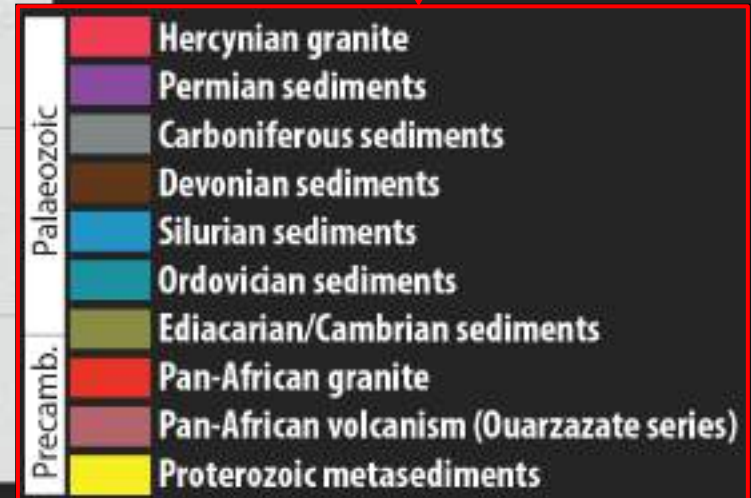 Palaeozoic
Hercynian granite
Permian sediments
Carboniferous sediments
Devonian sediments
Silurian sediments
Ordovician sediments
Ediacarian/Cambrian sediments
Precamb.
Pan-African granite
Pan-African volcanism (Ouarzazate series)
Proterozoic metasediments